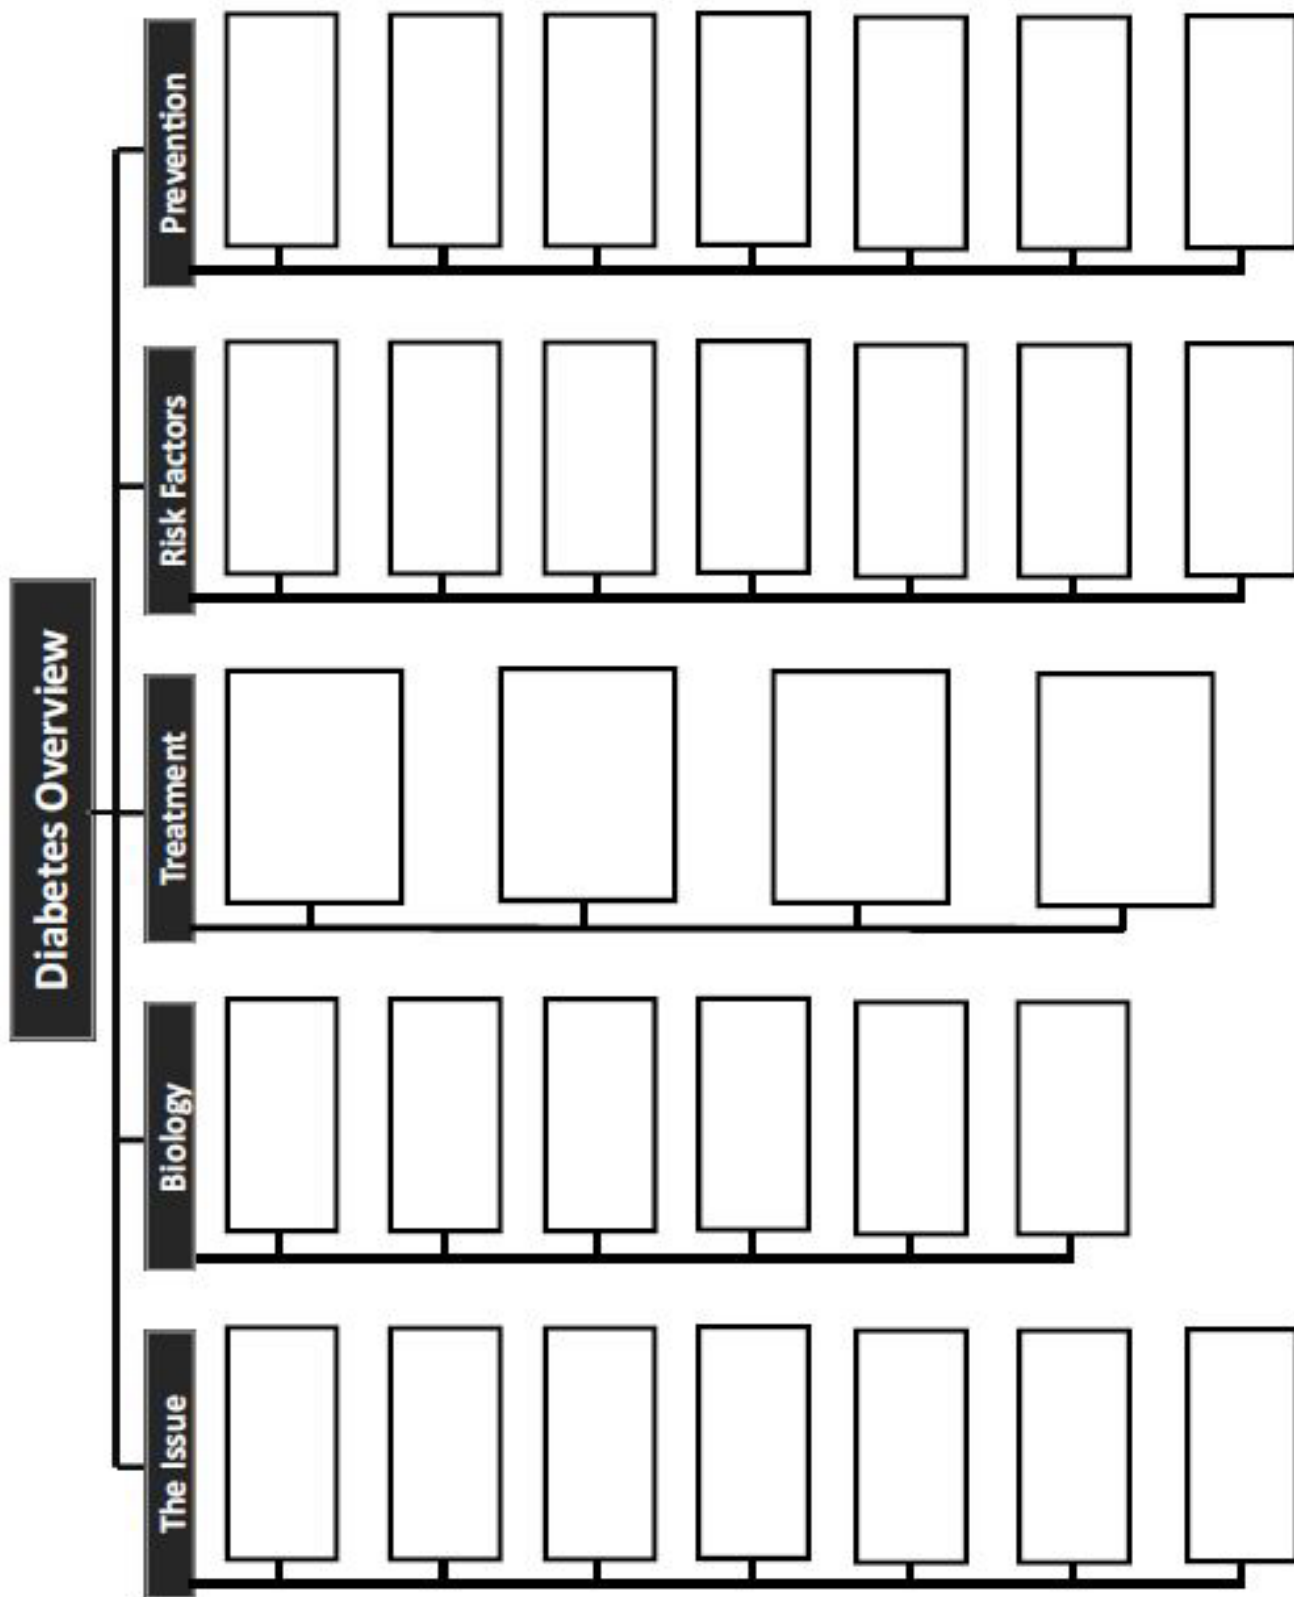 Diabetes Overview
The Issue
Biology
Treatment
Risk Factors
Prevention